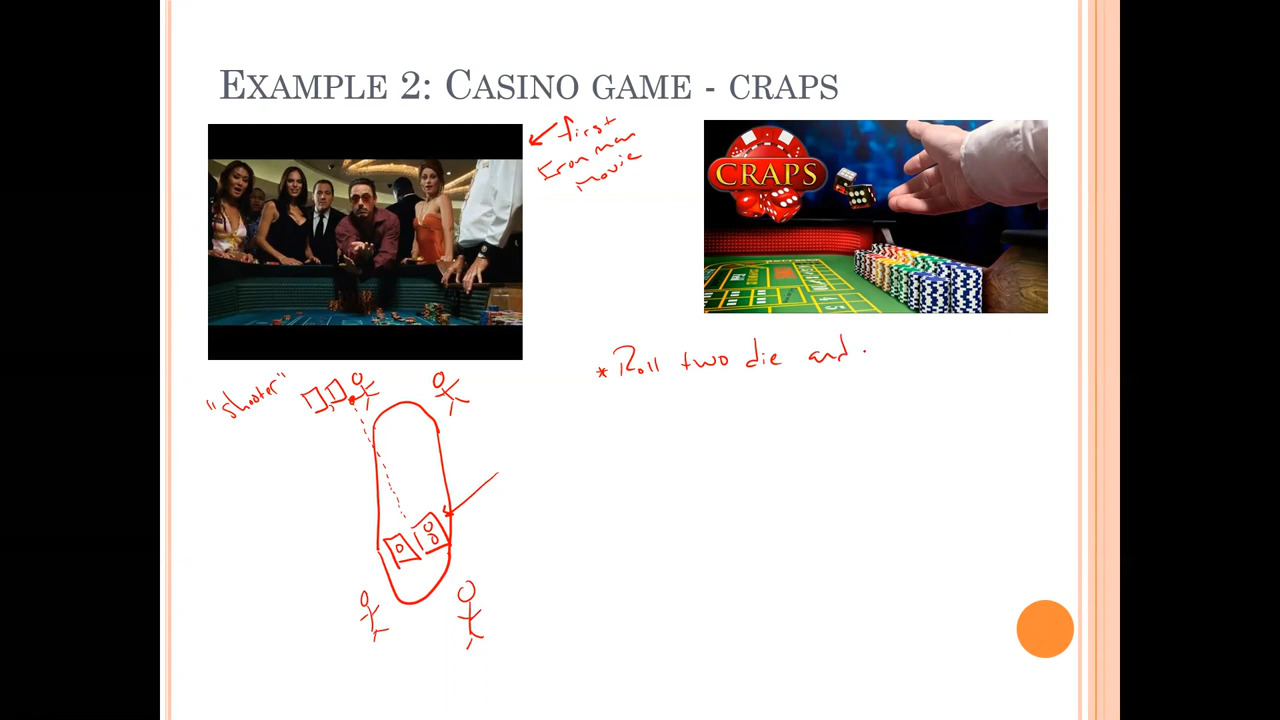 EXAMPLE 2: CASINO GAME - CRAPS
first
Iron man
movie
CRAPS
* Roll two die and
"shooter"